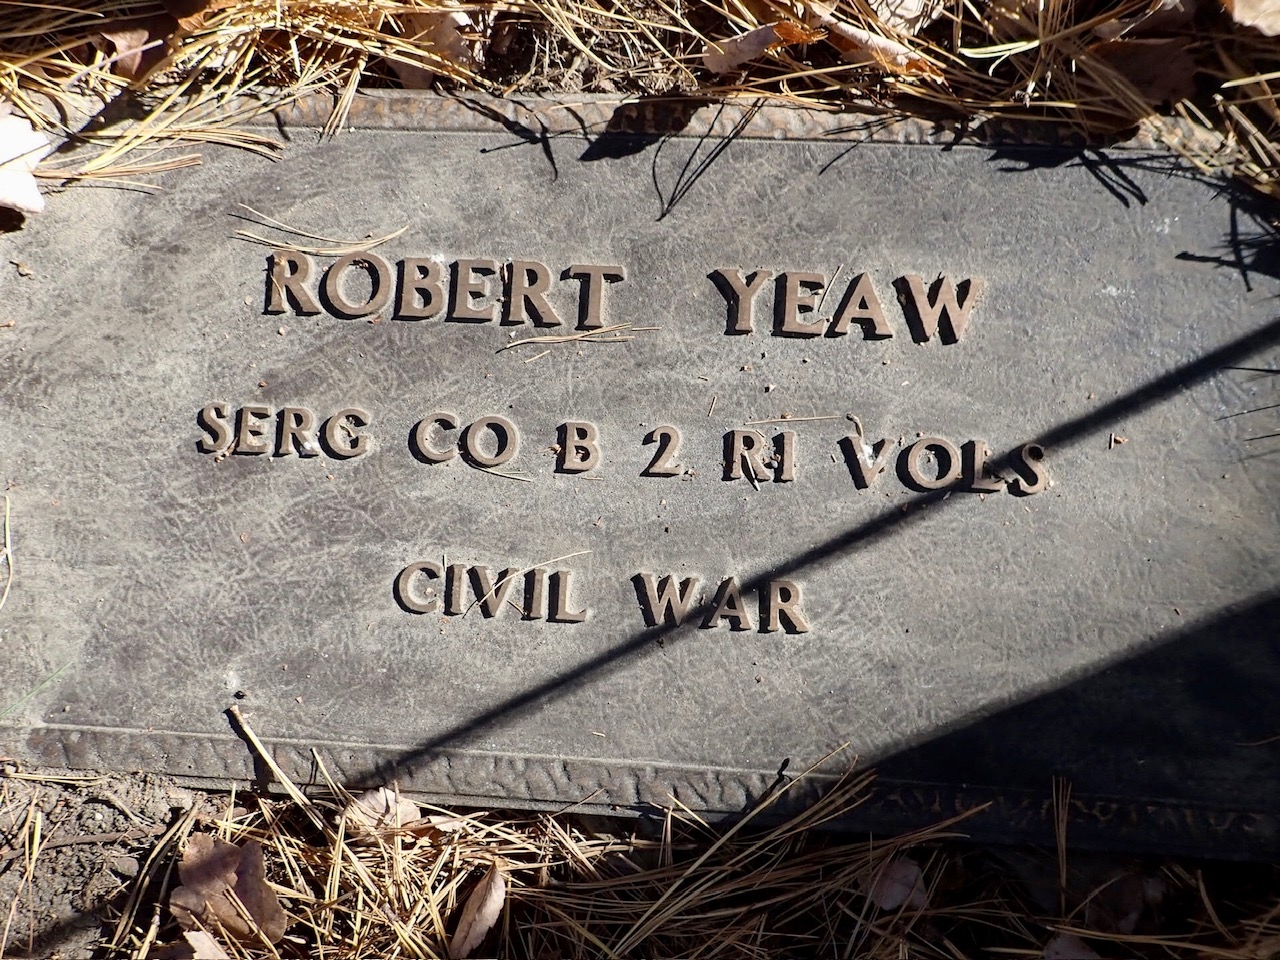 ROBERT YEAW
SERG CO B 2 RI VOLS
CIVIL WAR